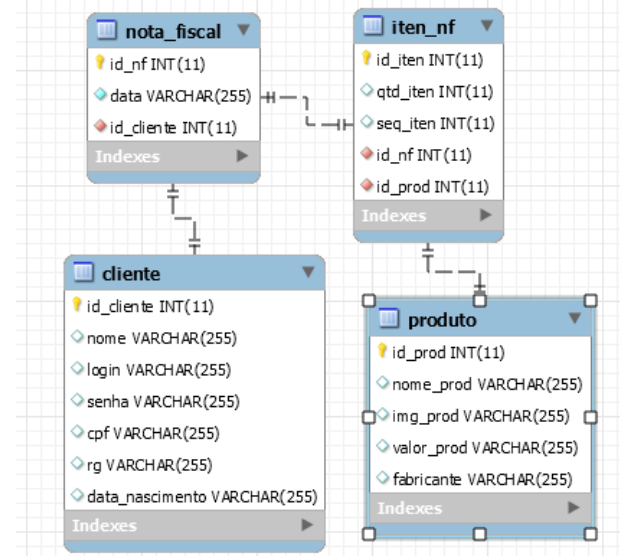 nota_fiscal
id_nf INT(11)
data VARCHAR(255)
id_cliente INT(11)
Indexes
iten_nf
id_iten INT(11)
qtd_iten INT(11)
seq_iten INT(11)
id_nf INT(11)
id_prod INT(11)
Indexes
cliente
id_cliente INT(11)
nome VARCHAR(255)
login VARCHAR(255)
senha VARCHAR(255)
cpf VARCHAR(255)
rg VARCHAR(255)
data_nascimento VARCHAR(255)
Indexes
produto
id_prod INT(11)
nome_prod VARCHAR(255)
img_prod VARCHAR(255)
valor_prod VARCHAR(255)
fabricante VARCHAR(255)
Indexes